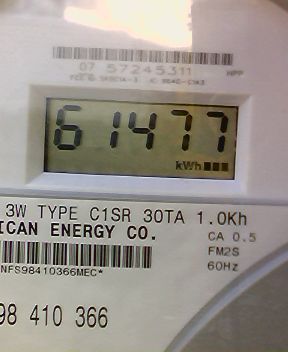 07 57245311 HPP
61477
kWh
3W TYPE C1SR 30TA 1.0Kh
ICAN ENERGY CO.
CA 0.5
FM2S
60Hz
NFS98410366MEC*
98 410 366